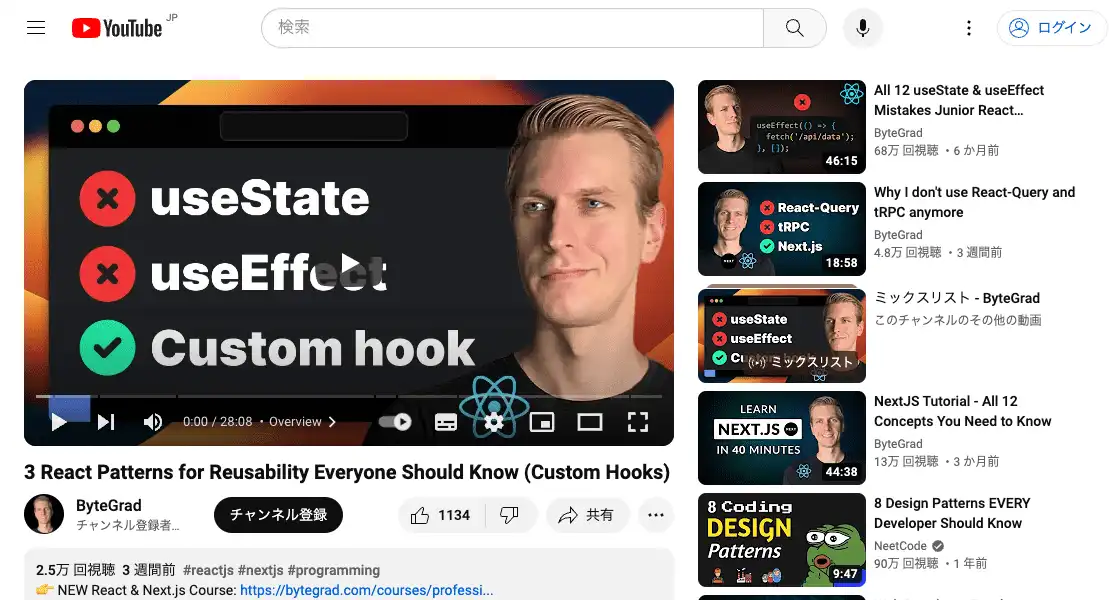 YouTube JP
検索
ログイン
useState
useEffect
Custom hook
0:00 / 28:08 • Overview
3 React Patterns for Reusability Everyone Should Know (Custom Hooks)
ByteGrad
チャンネル登録者...
チャンネル登録
1134
共有
2.5万 回視聴 3 週間前 #reactjs #nextjs #programming
👉 NEW React & Next.js Course: https://bytegrad.com/courses/professi...
useEffect(() => {
fetch('/api/data');
}, []);
46:15
All 12 useState & useEffect
Mistakes Junior React...
ByteGrad
68万 回視聴 • 6 か月前
React-Query
tRPC
Next.js
NEXT
18:58
Why I don't use React-Query and
tRPC anymore
ByteGrad
4.8万 回視聴 • 3 週間前
useState
useEffect
ミックスリスト
ミックスリスト - ByteGrad
このチャンネルのその他の動画
LEARN
NEXT.JS
IN 40 MINUTES
44:38
NextJS Tutorial - All 12
Concepts You Need to Know
ByteGrad
13万 回視聴 • 3 か月前
8 Coding
DESIGN
Patterns
9:47
8 Design Patterns EVERY
Developer Should Know
NeetCode
90万 回視聴 • 1 年前